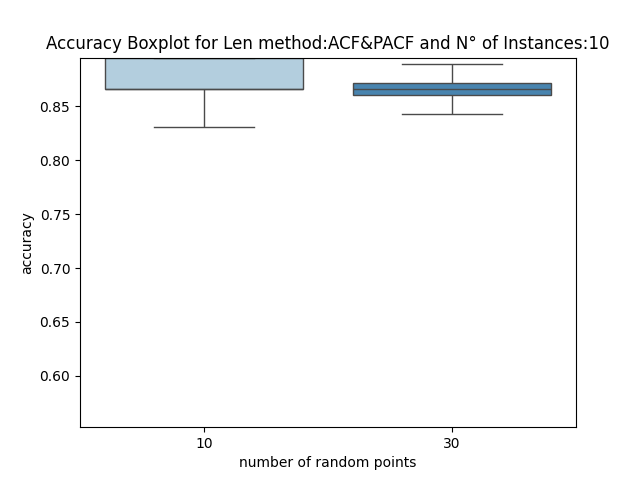 Accuracy Boxplot for Len method:ACF&PACF and N° of Instances:10
accuracy
0.85
0.80
0.75
0.70
0.65
0.60
10
30
number of random points